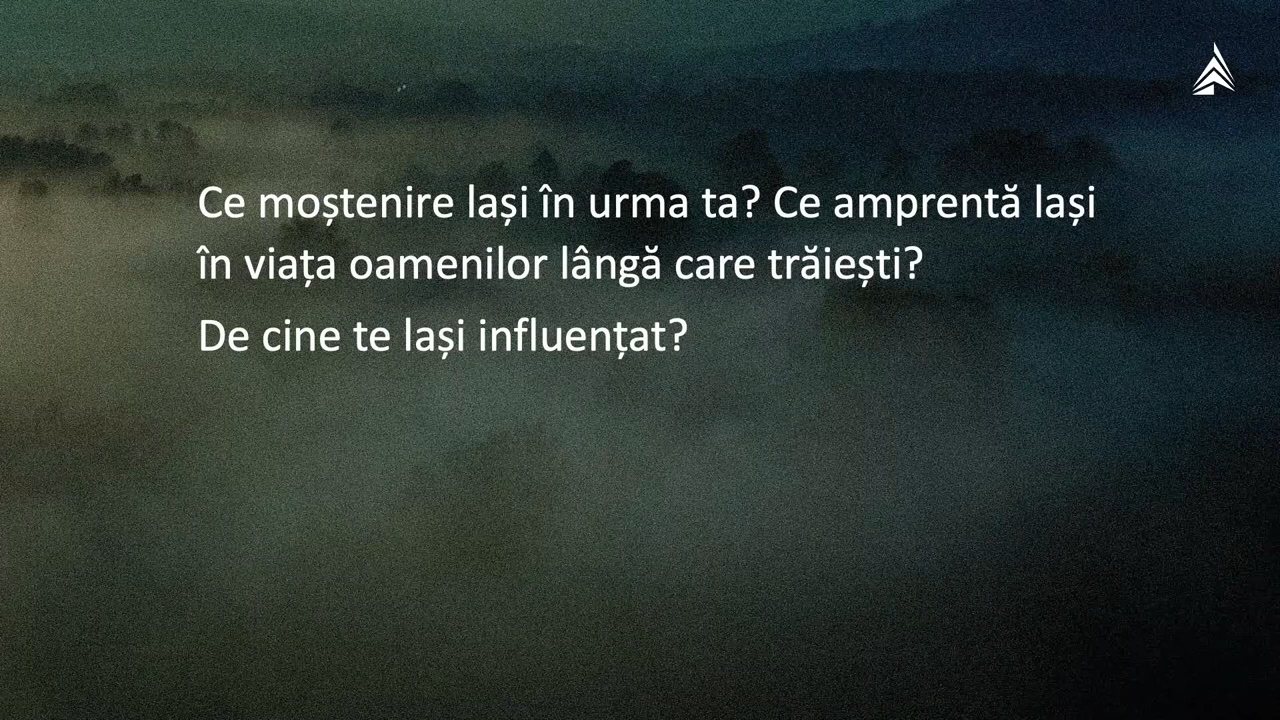 Ce moștenire lași în urma ta? Ce amprentă lași
în viața oamenilor lângă care trăiești?
De cine te lași influențat?